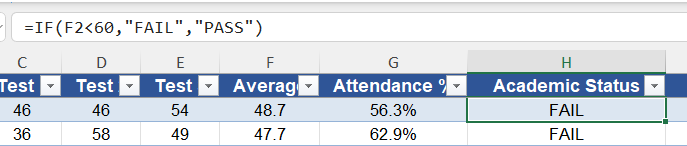 =IF(F2<60,"FAIL","PASS")
C D E F G H
Test Test Test Averag Attendance % Academic Status
46 46 54 48.7 56.3% FAIL
36 58 49 47.7 62.9% FAIL